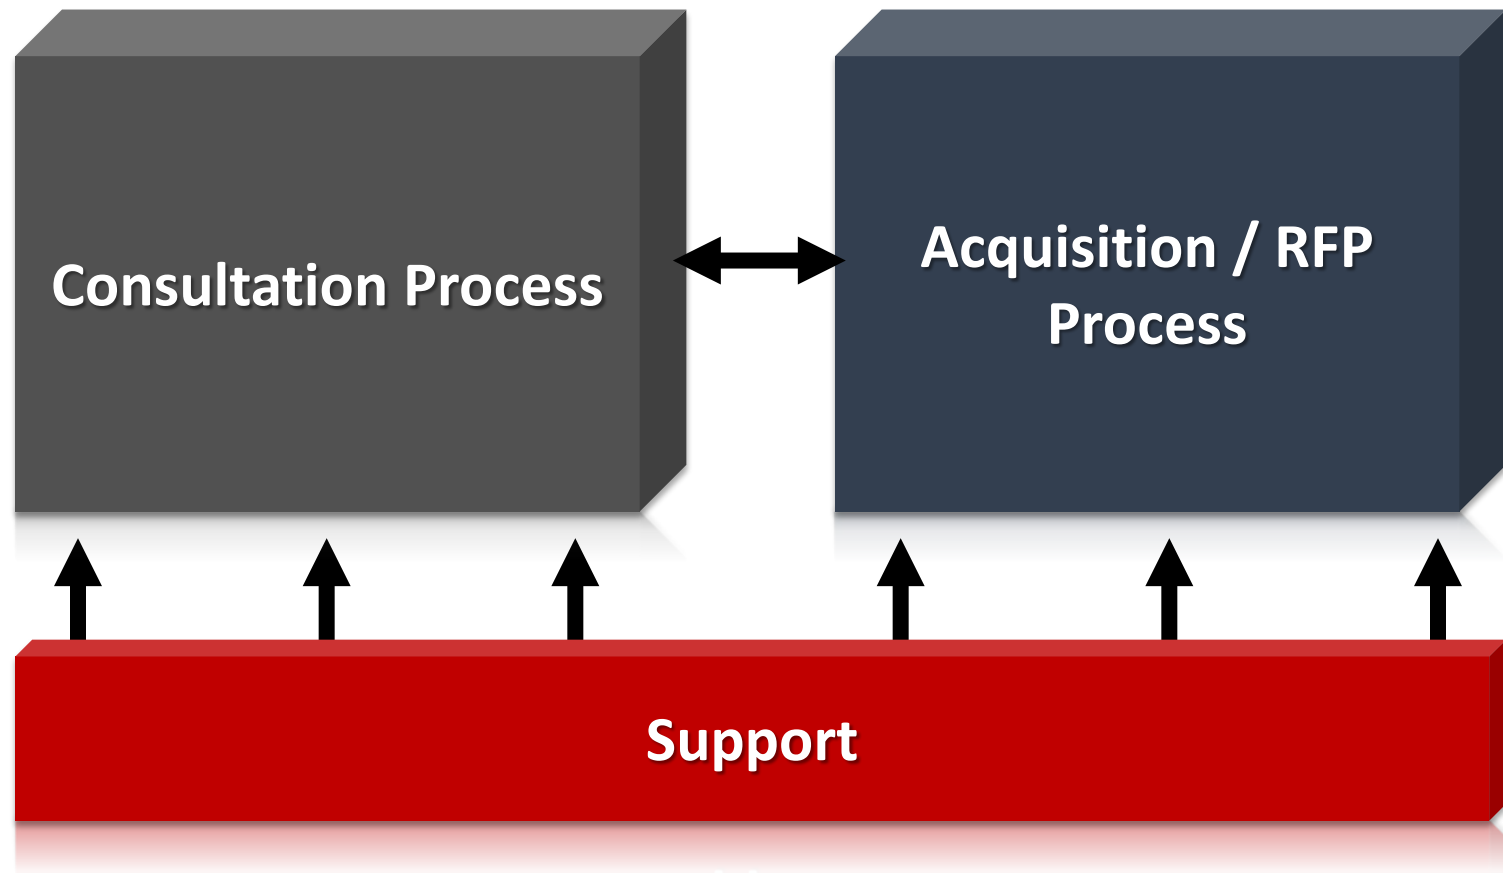 Consultation Process
Acquisition / RFP
Process
Support